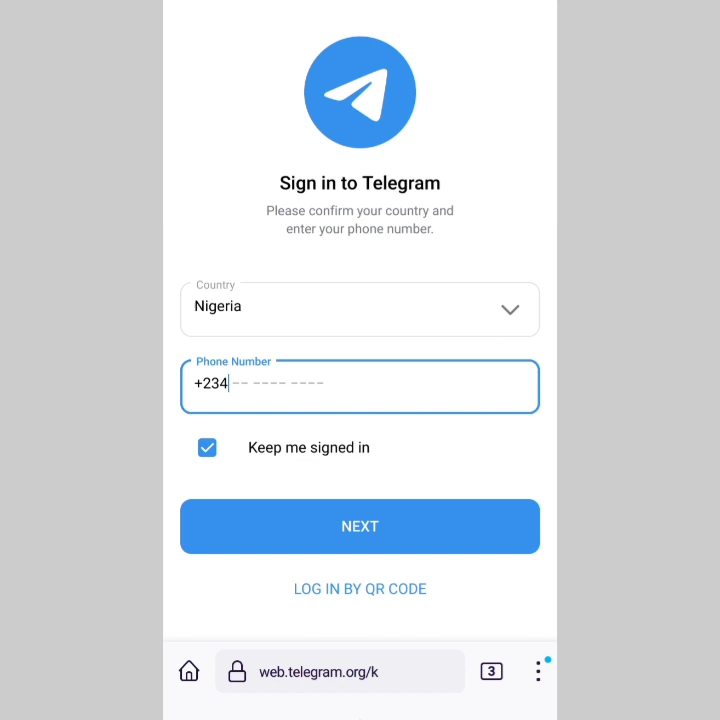 Sign in to Telegram
Please confirm your country and
enter your phone number.
Country
Nigeria
Phone Number
+234 -- ---- ----
Keep me signed in
NEXT
LOG IN BY QR CODE
web.telegram.org/k
3